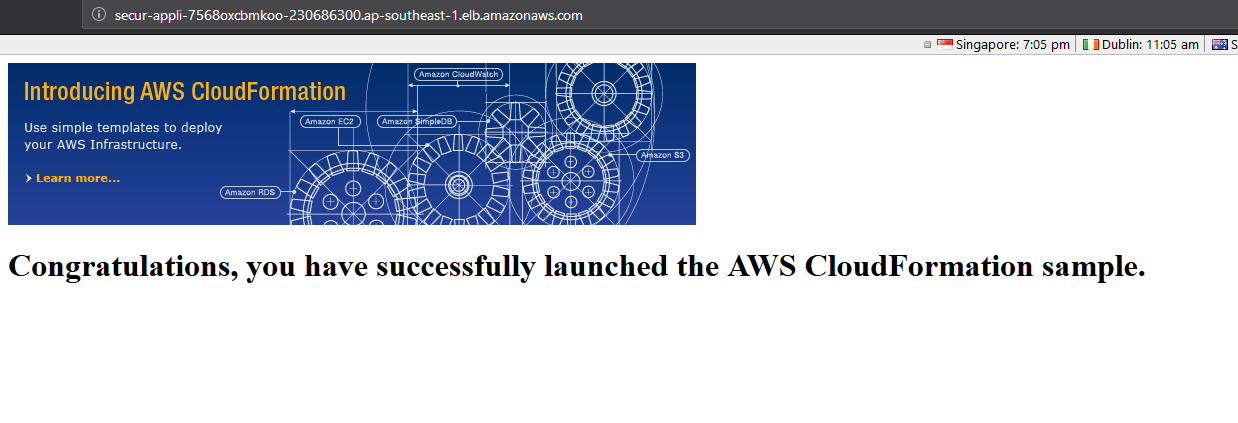 secur-appli-7568oxcbmkoo-230686300.ap-southeast-1.elb.amazonaws.com
Singapore: 7:05 pm
Dublin: 11:05 am
S
Introducing AWS CloudFormation
Use simple templates to deploy
your AWS Infrastructure.
Learn more...
Amazon CloudWatch
Amazon EC2
Amazon SimpleDB
Amazon S3
Amazon RDS
Congratulations, you have successfully launched the AWS CloudFormation sample.